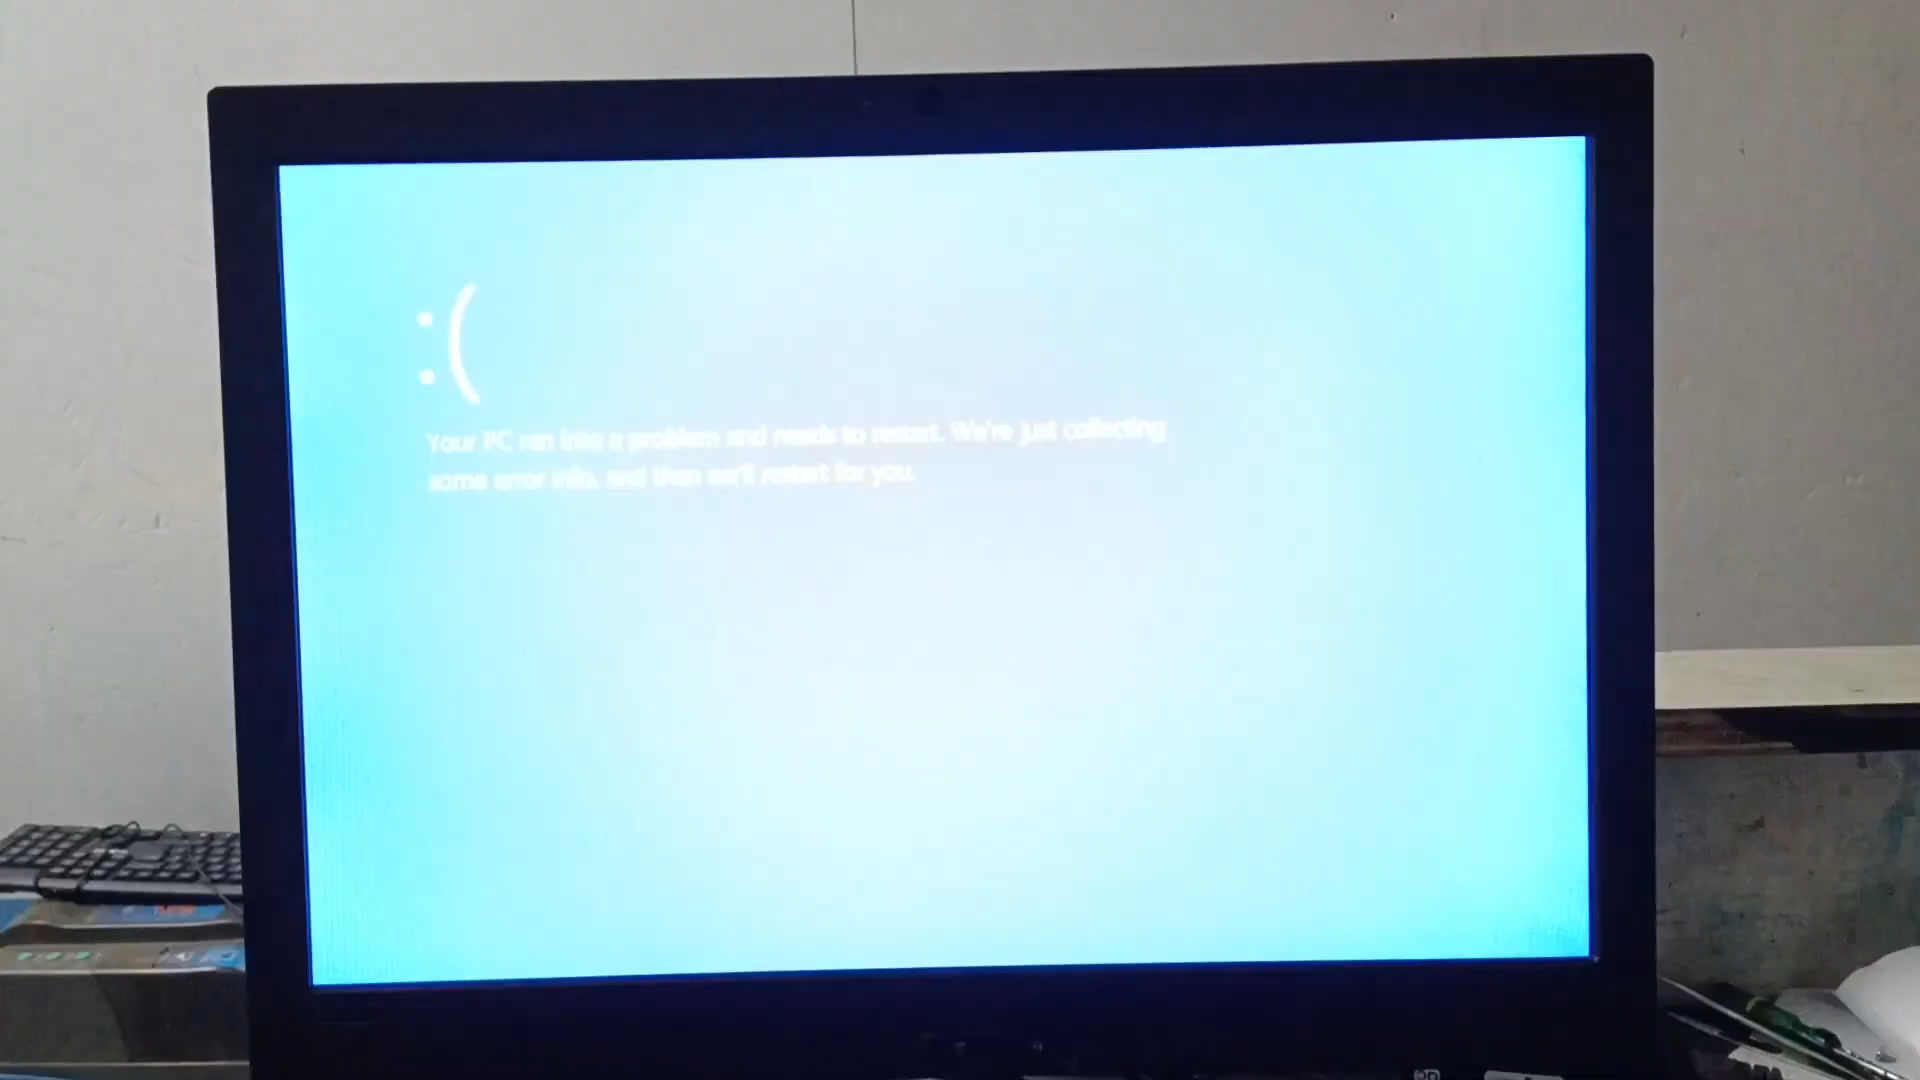 :(
Your PC ran into a problem and needs to restart. We're just collecting
some error info, and then we'll restart for you.